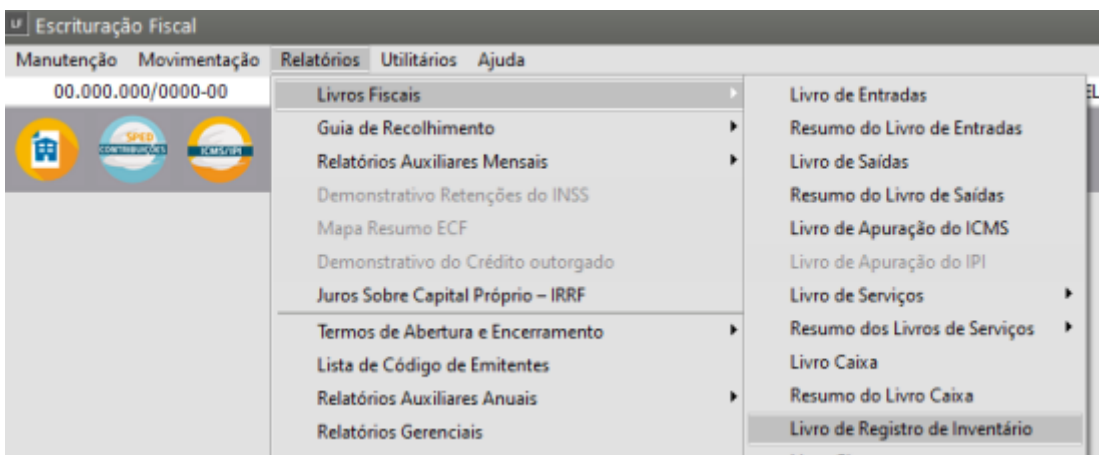 LF Escrituração Fiscal
Manutenção Movimentação Relatórios Utilitários Ajuda
00.000.000/0000-00
SPED
CONTRIBUIÇÕES
ICMS/IPI
Livros Fiscais
Guia de Recolhimento
Relatórios Auxiliares Mensais
Demonstrativo Retenções do INSS
Mapa Resumo ECF
Demonstrativo do Crédito outorgado
Juros Sobre Capital Próprio – IRRF
Termos de Abertura e Encerramento
Lista de Código de Emitentes
Relatórios Auxiliares Anuais
Relatórios Gerenciais
Livro de Entradas
Resumo do Livro de Entradas
Livro de Saídas
Resumo do Livro de Saídas
Livro de Apuração do ICMS
Livro de Apuração do IPI
Livro de Serviços
Resumo dos Livros de Serviços
Livro Caixa
Resumo do Livro Caixa
Livro de Registro de Inventário